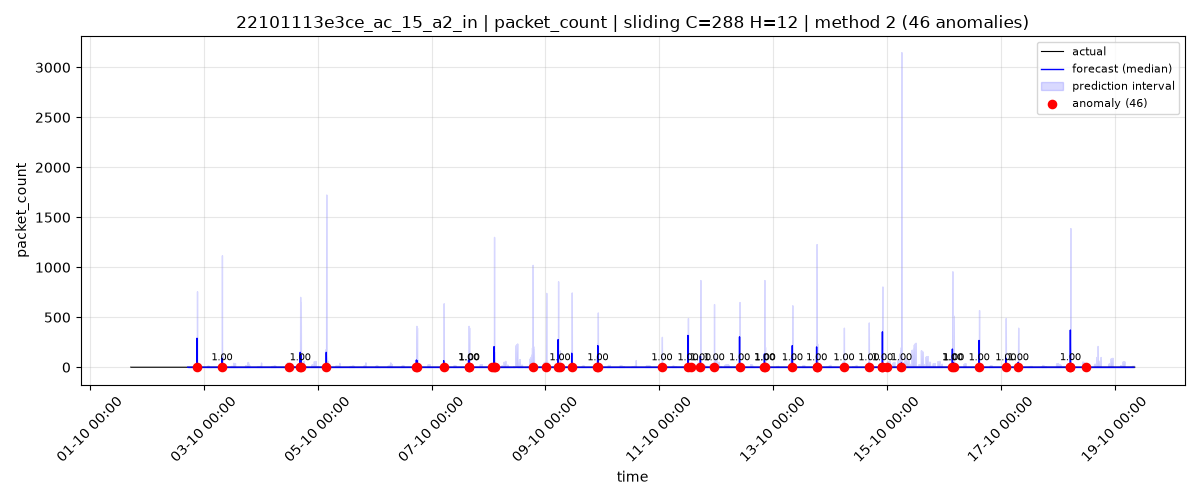 22101113e3ce_ac_15_a2_in | packet_count | sliding C=288 H=12 | method 2 (46 anomalies)
actual
forecast (median)
prediction interval
anomaly (46)
packet_count
3000
2500
2000
1500
1000
500
0
1.00 1.00 1.00 1.00 1.00 1.00 1.00 1.00 1.00 1.00 1.00 1.00 1.00 1.00 1.00 1.00 1.00 1.00 1.00 1.00 1.00
01-10 00:00
03-10 00:00
05-10 00:00
07-10 00:00
09-10 00:00
11-10 00:00
13-10 00:00
15-10 00:00
17-10 00:00
19-10 00:00
time